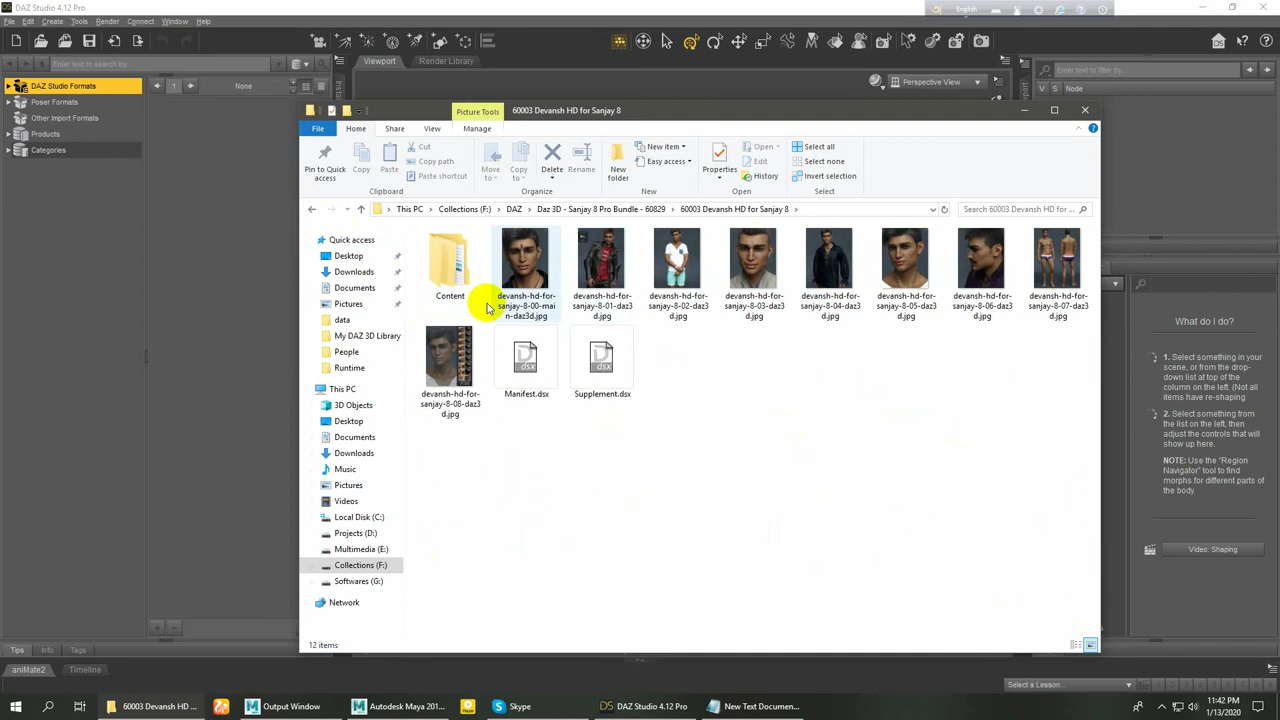 DAZ Studio 4.12 Pro
English
File Edit Create Tools Render Connect Window Help
Enter text to search by...
Viewport
Render Library
1
None
Perspective View
Enter text to filter by...
V S Node
DAZ Studio Formats
Poser Formats
Other Import Formats
Products
Categories
Picture Tools
60003 Devansh HD for Sanjay 8
File Home Share View Manage
Pin to Quick access
Copy
Paste
Cut
Copy path
Paste shortcut
Clipboard
Move to
Copy to
Delete
Rename
Organize
New folder
New item
Easy access
New
Properties
Open
Edit
History
Open
Select all
Select none
Invert selection
Select
This PC
Collections (F:)
DAZ
Daz 3D - Sanjay 8 Pro Bundle - 60829
60003 Devansh HD for Sanjay 8
Search 60003 Devansh HD for ...
Quick access
Desktop
Downloads
Documents
Pictures
data
My DAZ 3D Library
People
Runtime
This PC
3D Objects
Desktop
Documents
Downloads
Music
Pictures
Videos
Local Disk (C:)
Projects (D:)
Multimedia (E:)
Collections (F:)
Softwares (G:)
Network
Content
devansh-hd-for-sanjay-8-00-main-daz3d.jpg
devansh-hd-for-sanjay-8-01-daz3d.jpg
devansh-hd-for-sanjay-8-02-daz3d.jpg
devansh-hd-for-sanjay-8-03-daz3d.jpg
devansh-hd-for-sanjay-8-04-daz3d.jpg
devansh-hd-for-sanjay-8-05-daz3d.jpg
devansh-hd-for-sanjay-8-06-daz3d.jpg
devansh-hd-for-sanjay-8-07-daz3d.jpg
devansh-hd-for-sanjay-8-08-daz3d.jpg
dsx
Manifest.dsx
dsx
Supplement.dsx
12 items
What do I do?
1. Select something in your
scene, or from the drop-
down list at top of the
column on the left. (Not all
items have re-shaping
2. Select something from
the list on the left, then
adjust the controls that will
show up here.
NOTE: Use the "Region
Navigator" tool to find
morphs for different parts of
the body.
Video: Shaping
Tips Info Tags
aniMate2 Timeline
Select a Lesson...
60003 Devansh HD ...
Output Window
Autodesk Maya 201...
Skype
DAZ Studio 4.12 Pro
New Text Documen...
11:42 PM
1/13/2020